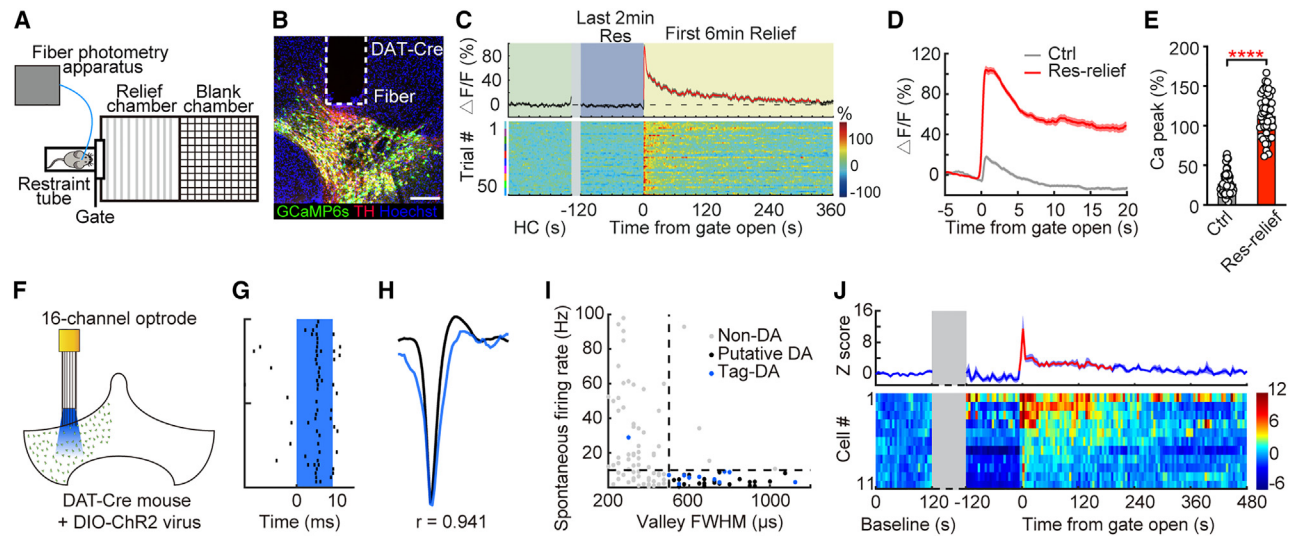 A
Fiber photometry
apparatus
Relief
chamber
Blank
chamber
Restraint
tube
Gate
B
DAT-Cre
Fiber
GCaMP6s TH Hoechst
C
Last 2min
Res
First 6min Relief
△F/F (%)
80
40
0
%
Trial #
1
50
100
0
-100
-120 0 120 240 360
HC (s)
Time from gate open (s)
D
△F/F (%)
120
80
40
0
Ctrl
Res-relief
-5 0 5 10 15 20
Time from gate open (s)
E
Ca peak (%)
200
150
100
50
0
****
Ctrl
Res-relief
F
16-channel optrode
DAT-Cre mouse
+ DIO-ChR2 virus
G
0 10
Time (ms)
H
r = 0.941
I
Spontaneous firing rate (Hz)
100
80
60
40
20
Non-DA
Putative DA
Tag-DA
200 600 1000
Valley FWHM (μs)
J
Z score
16
8
0
Cell #
1
11
12
6
0
-6
0 120 -120 0 120 240 360 480
Baseline (s)
Time from gate open (s)